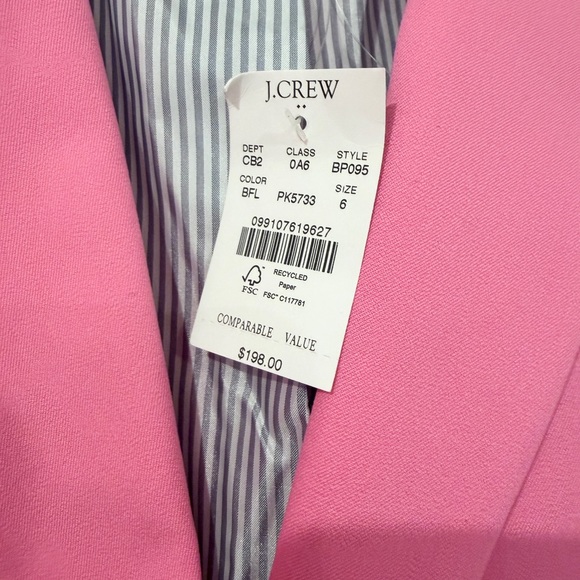 J.CREW
DEPT CLASS STYLE
CB2 0A6 BP095
COLOR SIZE
BFL PK5733 6
099107619627
RECYCLED
Paper
FSC® C117781
FSC™
COMPARABLE VALUE
$198.00